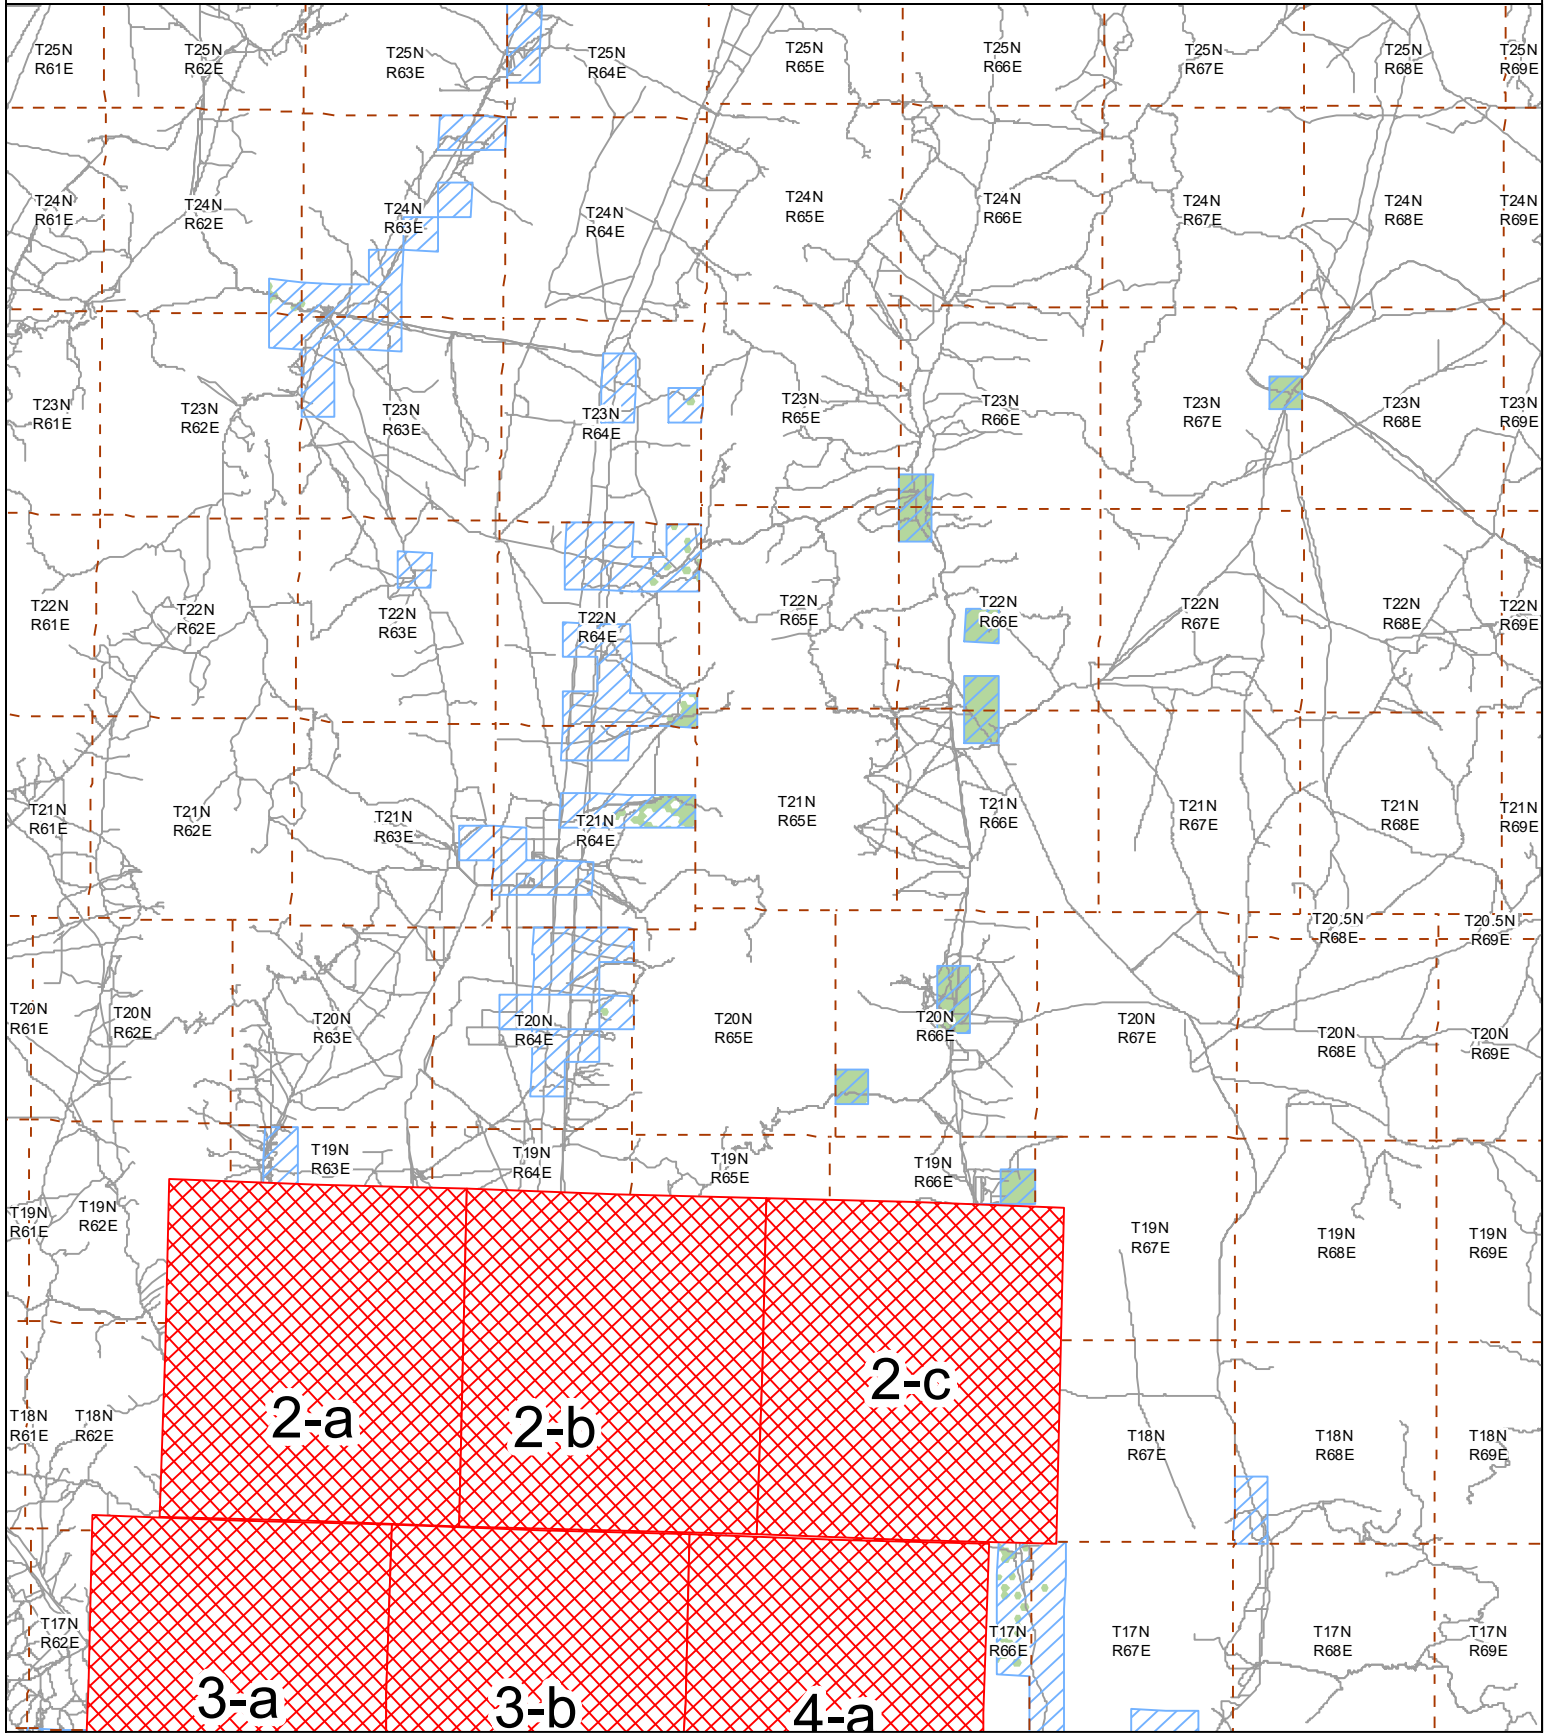 T25N
R61E
T25N
R62E
T25N
R63E
T25N
R64E
T25N
R65E
T25N
R66E
T25N
R67E
T25N
R68E
T25N
R69E
T24N
R61E
T24N
R62E
T24N
R63E
T24N
R64E
T24N
R65E
T24N
R66E
T24N
R67E
T24N
R68E
T24N
R69E
T23N
R61E
T23N
R62E
T23N
R63E
T23N
R64E
T23N
R65E
T23N
R66E
T23N
R67E
T23N
R68E
T23N
R69E
T22N
R61E
T22N
R62E
T22N
R63E
T22N
R64E
T22N
R65E
T22N
R66E
T22N
R67E
T22N
R68E
T22N
R69E
T21N
R61E
T21N
R62E
T21N
R63E
T21N
R64E
T21N
R65E
T21N
R66E
T21N
R67E
T21N
R68E
T21N
R69E
T20.5N
R68E
T20.5N
R69E
T20N
R61E
T20N
R62E
T20N
R63E
T20N
R64E
T20N
R65E
T20N
R66E
T20N
R67E
T20N
R68E
T20N
R69E
T19N
R61E
T19N
R62E
T19N
R63E
T19N
R64E
T19N
R65E
T19N
R66E
T19N
R67E
T19N
R68E
T19N
R69E
2-a
2-b
2-c
T18N
R61E
T18N
R62E
T18N
R67E
T18N
R68E
T18N
R69E
T17N
R62E
T17N
R66E
T17N
R67E
T17N
R68E
T17N
R69E
3-a
3-b
4-a